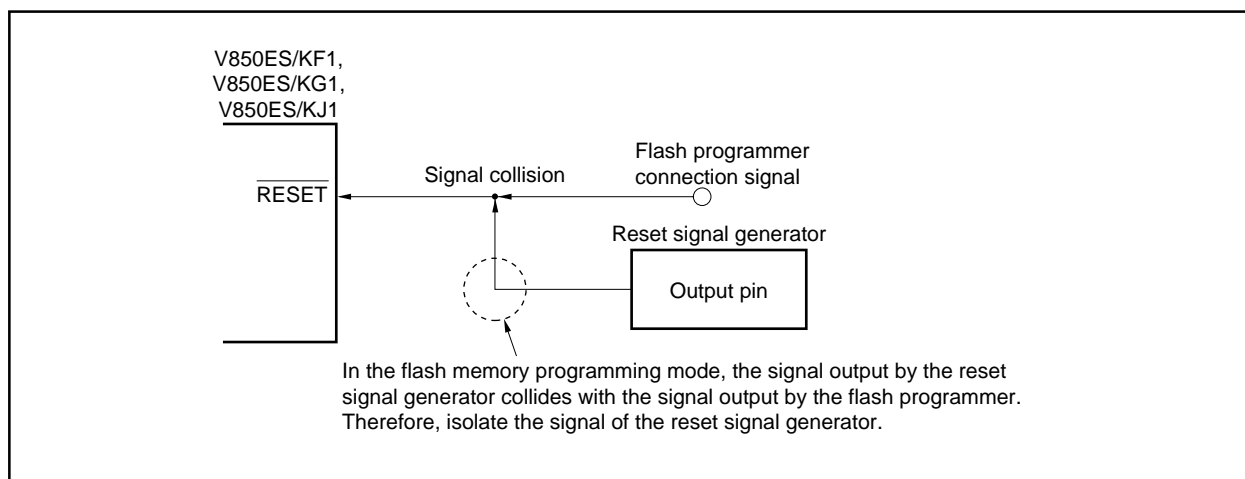 V850ES/KF1,
V850ES/KG1,
V850ES/KJ1
Flash programmer
connection signal
Signal collision
RESET
Reset signal generator
Output pin
In the flash memory programming mode, the signal output by the reset
signal generator collides with the signal output by the flash programmer.
Therefore, isolate the signal of the reset signal generator.